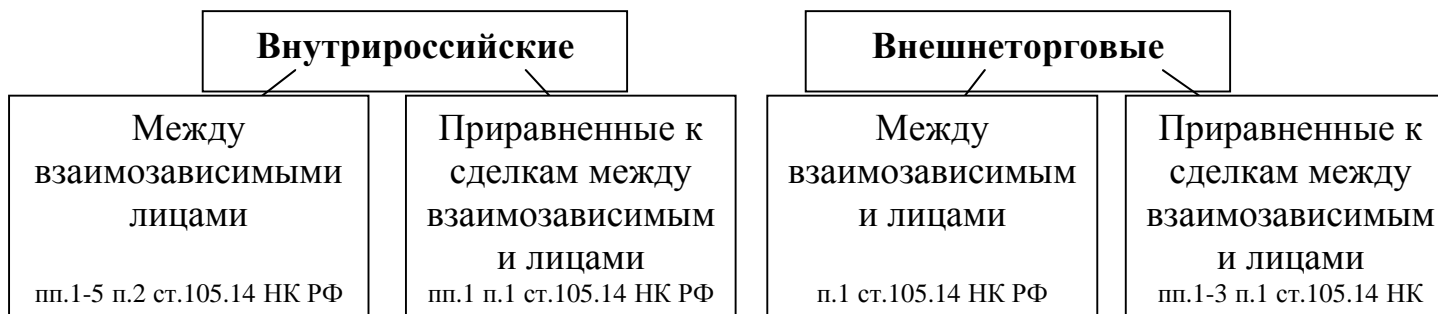 Внутрироссийские
Внешнеторговые
Между
взаимозависимыми
лицами
пп.1-5 п.2 ст.105.14 НК РФ
Приравненные к
сделкам между
взаимозависимым
и лицами
пп.1 п.1 ст.105.14 НК РФ
Между
взаимозависимым
и лицами
п.1 ст.105.14 НК РФ
Приравненные к
сделкам между
взаимозависимым
и лицами
пп.1-3 п.1 ст.105.14 НК